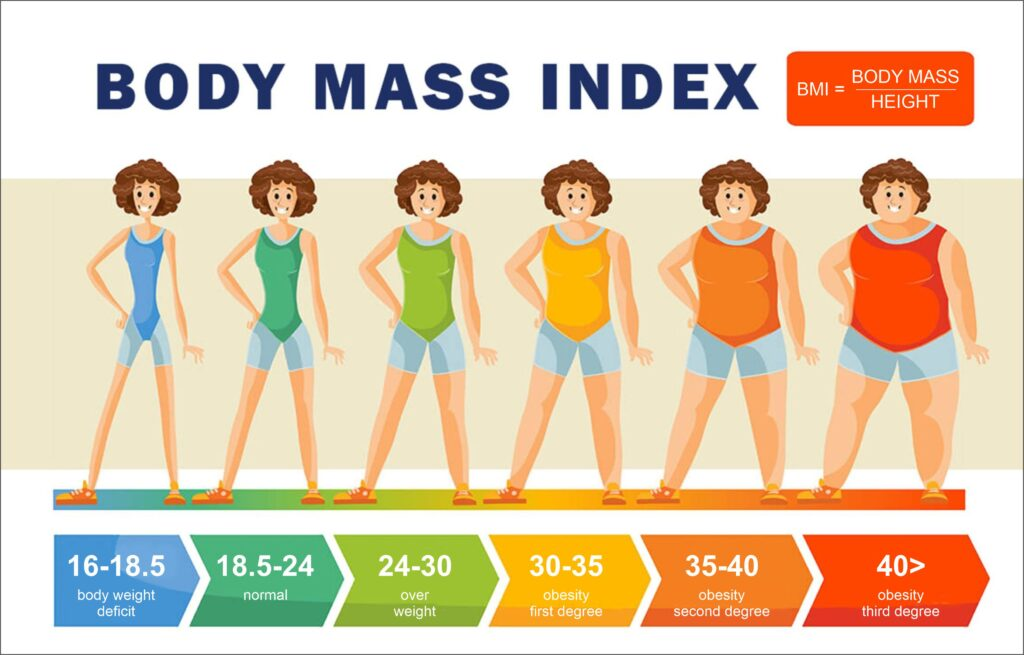 BODY MASS INDEX
BMI = BODY MASS
HEIGHT
16-18.5
body weight
deficit
18.5-24
normal
24-30
over
weight
30-35
obesity
first degree
35-40
obesity
second degree
40>
obesity
third degree